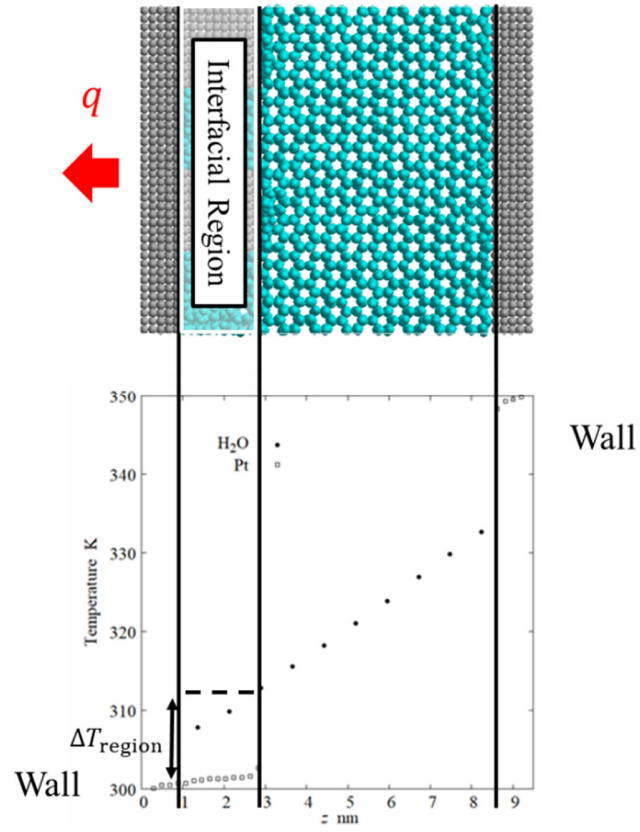 q
Interfacial Region
350
340
330
320
310
300
Temperature K
H₂O
Pt
Wall
ΔT_region
Wall
0 1 2 3 4 5 6 7 8 9
z nm